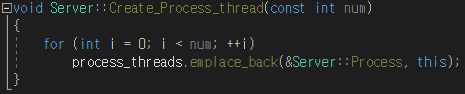 void Server::Create_Process_thread(const int num)
{
    for (int i = 0; i < num; ++i)
        process_threads.emplace_back(&Server::Process, this);
}